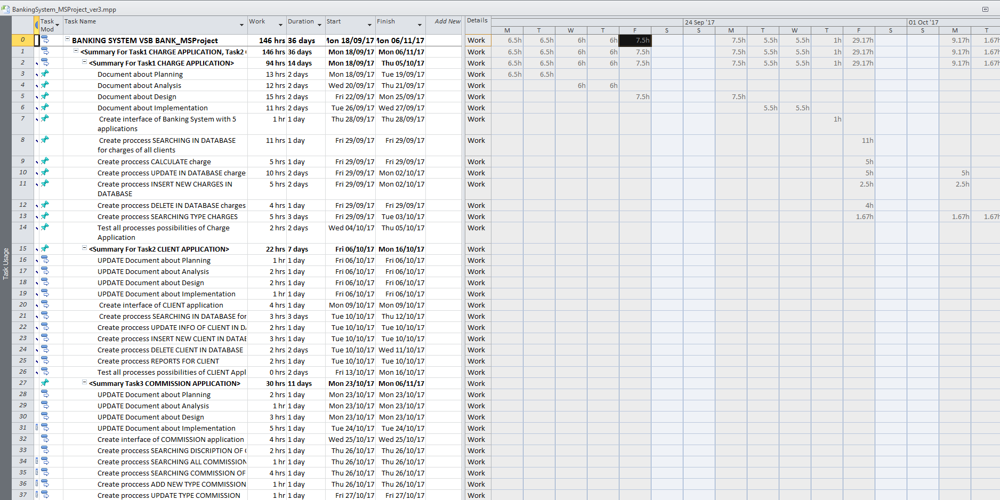 BankingSystem_MSProject_ver3.mpp
Task Mod Task Name Work Duration Start Finish Add New Details 24 Sep '17 01 Oct '17
M T W T F S S M T W T F S S M T
0 BANKING SYSTEM VSB BANK_MSProject 146 hrs 36 days Mon 18/09/17 Mon 06/11/17 Work 6.5h 6.5h 6h 6h 7.5h 7.5h 5.5h 5.5h 1h 29.17h 9.17h 1.67h
1 <Summary For Task1 CHARGE APPLICATION, Task2 146 hrs 36 days Mon 18/09/17 Mon 06/11/17 Work 6.5h 6.5h 6h 6h 7.5h 7.5h 5.5h 5.5h 1h 29.17h 9.17h 1.67h
2 <Summary For Task1 CHARGE APPLICATION> 94 hrs 14 days Mon 18/09/17 Thu 05/10/17 Work 6.5h 6.5h 6h 6h 7.5h 7.5h 5.5h 5.5h 1h 29.17h 9.17h 1.67h
3 Document about Planning 13 hrs 2 days Mon 18/09/17 Tue 19/09/17 Work 6.5h 6.5h
4 Document about Analysis 12 hrs 2 days Wed 20/09/17 Thu 21/09/17 Work 6h 6h
5 Document about Design 15 hrs 2 days Fri 22/09/17 Mon 25/09/17 Work 7.5h 7.5h
6 Document about Implementation 11 hrs 2 days Tue 26/09/17 Wed 27/09/17 Work 5.5h 5.5h
7 Create interface of Banking System with 5 1 hr 1 day Thu 28/09/17 Thu 28/09/17 Work 1h
applications
8 Create proccess SEARCHING IN DATABASE 11 hrs 1 day Fri 29/09/17 Fri 29/09/17 Work 11h
for charges of all clients
9 Create proccess CALCULATE charge 5 hrs 1 day Fri 29/09/17 Fri 29/09/17 Work 5h
10 Create proccess UPDATE IN DATABASE charge 10 hrs 2 days Fri 29/09/17 Mon 02/10/17 Work 5h 5h
11 Create proccess INSERT NEW CHARGES IN 5 hrs 2 days Fri 29/09/17 Mon 02/10/17 Work 2.5h 2.5h
DATABASE
12 Create proccess DELETE IN DATABASE charges 4 hrs 1 day Fri 29/09/17 Fri 29/09/17 Work 4h
13 Create proccess SEARCHING TYPE CHARGES 5 hrs 3 days Fri 29/09/17 Tue 03/10/17 Work 1.67h 1.67h 1.67h
14 Test all processes possibilities of Charge 2 hrs 2 days Wed 04/10/17 Thu 05/10/17 Work
Application
15 <Summary For Task2 CLIENT APPLICATION> 22 hrs 7 days Fri 06/10/17 Mon 16/10/17 Work
16 UPDATE Document about Planning 1 hr 1 day Fri 06/10/17 Fri 06/10/17 Work
17 UPDATE Document about Analysis 2 hrs 1 day Fri 06/10/17 Fri 06/10/17 Work
18 UPDATE Document about Design 2 hrs 1 day Fri 06/10/17 Fri 06/10/17 Work
19 UPDATE Document about Implementation 1 hr 1 day Fri 06/10/17 Fri 06/10/17 Work
20 Create interface of CLIENT application 4 hrs 1 day Mon 09/10/17 Mon 09/10/17 Work
21 Create proccess SEARCHING IN DATABASE for 3 hrs 3 days Tue 10/10/17 Thu 12/10/17 Work
22 Create proccess UPDATE INFO OF CLIENT IN DA 2 hrs 1 day Tue 10/10/17 Tue 10/10/17 Work
23 Create proccess INSERT NEW CLIENT IN DATAB 3 hrs 1 day Tue 10/10/17 Tue 10/10/17 Work
24 Create proccess DELETE CLIENT IN DATABASE 2 hrs 2 days Tue 10/10/17 Wed 11/10/17 Work
25 Create proccess REPORTS FOR CLIENT 2 hrs 1 day Tue 10/10/17 Tue 10/10/17 Work
26 Test all processes possibilities of CLIENT Appl 0 hrs 2 days Fri 13/10/17 Mon 16/10/17 Work
27 <Summary Task3 COMMISSION APPLICATION> 30 hrs 11 days Mon 23/10/17 Mon 06/11/17 Work
28 UPDATE Document about Planning 2 hrs 1 day Mon 23/10/17 Mon 23/10/17 Work
29 UPDATE Document about Analysis 1 hr 1 day Mon 23/10/17 Mon 23/10/17 Work
30 UPDATE Document about Design 3 hrs 1 day Mon 23/10/17 Mon 23/10/17 Work
31 UPDATE Document about Implementation 5 hrs 1 day Tue 24/10/17 Tue 24/10/17 Work
32 Create interface of COMMISSION application 4 hrs 1 day Wed 25/10/17 Wed 25/10/17 Work
33 Create proccess SEARCHING DISCRIPTION OF 2 hrs 1 day Thu 26/10/17 Thu 26/10/17 Work
34 Create proccess SEARCHING ALL COMMISSION 1 hr 1 day Thu 26/10/17 Thu 26/10/17 Work
35 Create proccess SEARCHING COMMISSION OF 4 hrs 1 day Thu 26/10/17 Thu 26/10/17 Work
36 Create proccess ADD NEW TYPE COMMISSION 1 hr 1 day Thu 26/10/17 Thu 26/10/17 Work
37 Create proccess UPDATE TYPE COMMISSION 1 hr 1 day Fri 27/10/17 Fri 27/10/17 Work
Task Usage